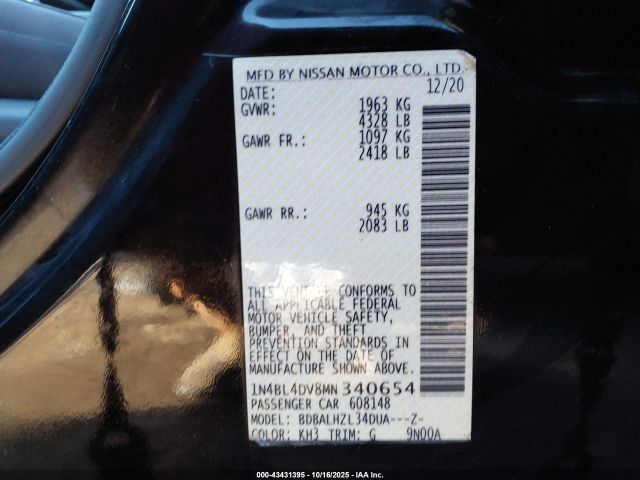 MFD BY NISSAN MOTOR CO., LTD.
DATE: 12/20
GVWR: 1963 KG
4328 LB
GAWR FR.: 1097 KG
2418 LB
GAWR RR.: 945 KG
2083 LB
THIS VEHICLE CONFORMS TO
ALL APPLICABLE FEDERAL
MOTOR VEHICLE SAFETY,
BUMPER, AND THEFT
PREVENTION STANDARDS IN
EFFECT ON THE DATE OF
MANUFACTURE SHOWN ABOVE.
1N4BL4DV8MN340654
PASSENGER CAR 608148
MODEL: BDBALHZL34DUA---Z-
COLOR: KH3 TRIM: G 9N00A
000-43431395 - 10/16/2025 - IAAI.COM